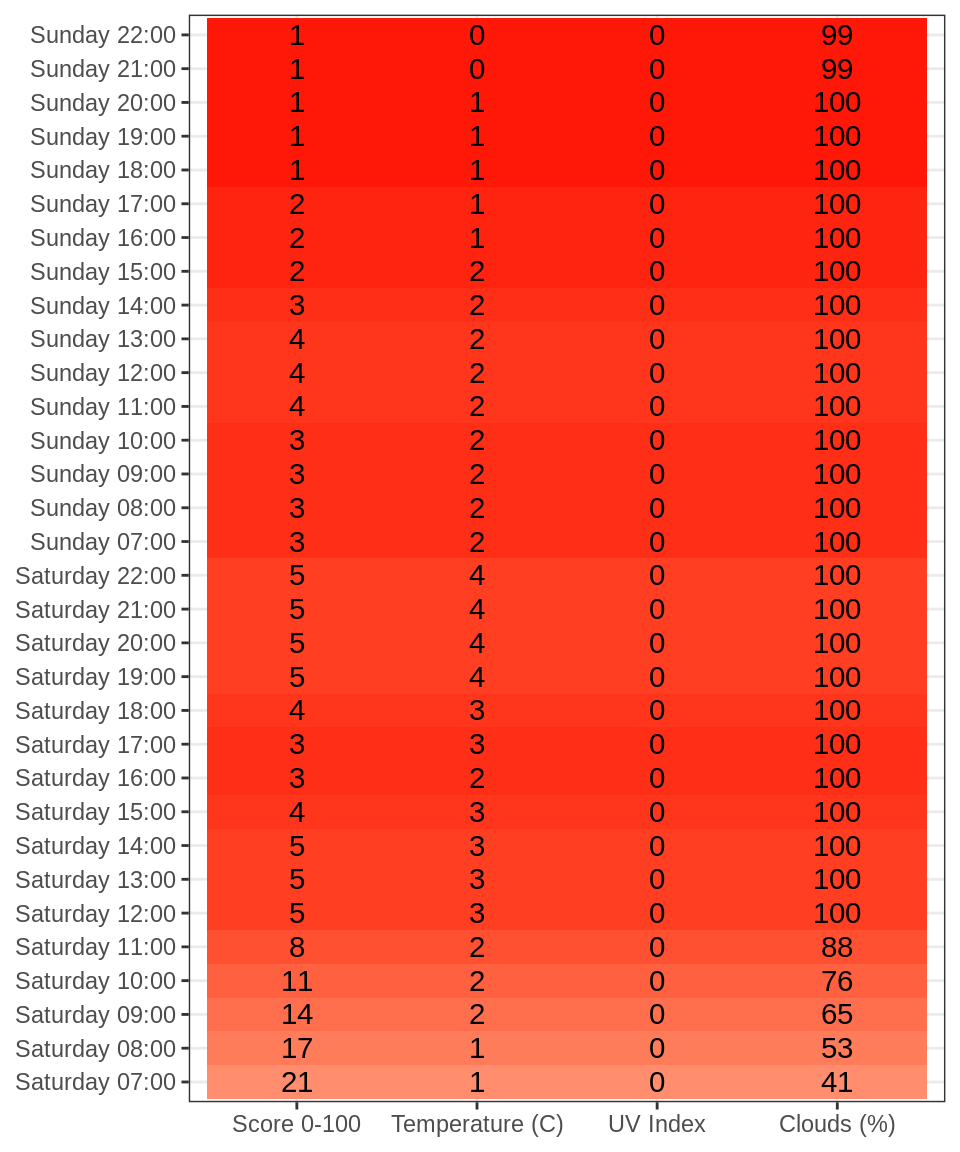 Sunday 22:00 1 0 0 99
Sunday 21:00 1 0 0 99
Sunday 20:00 1 1 0 100
Sunday 19:00 1 1 0 100
Sunday 18:00 1 1 0 100
Sunday 17:00 2 1 0 100
Sunday 16:00 2 1 0 100
Sunday 15:00 2 2 0 100
Sunday 14:00 3 2 0 100
Sunday 13:00 4 2 0 100
Sunday 12:00 4 2 0 100
Sunday 11:00 4 2 0 100
Sunday 10:00 3 2 0 100
Sunday 09:00 3 2 0 100
Sunday 08:00 3 2 0 100
Sunday 07:00 3 2 0 100
Saturday 22:00 5 4 0 100
Saturday 21:00 5 4 0 100
Saturday 20:00 5 4 0 100
Saturday 19:00 5 4 0 100
Saturday 18:00 4 3 0 100
Saturday 17:00 3 3 0 100
Saturday 16:00 3 2 0 100
Saturday 15:00 4 3 0 100
Saturday 14:00 5 3 0 100
Saturday 13:00 5 3 0 100
Saturday 12:00 5 3 0 100
Saturday 11:00 8 2 0 88
Saturday 10:00 11 2 0 76
Saturday 09:00 14 2 0 65
Saturday 08:00 17 1 0 53
Saturday 07:00 21 1 0 41
Score 0-100 Temperature (C) UV Index Clouds (%)